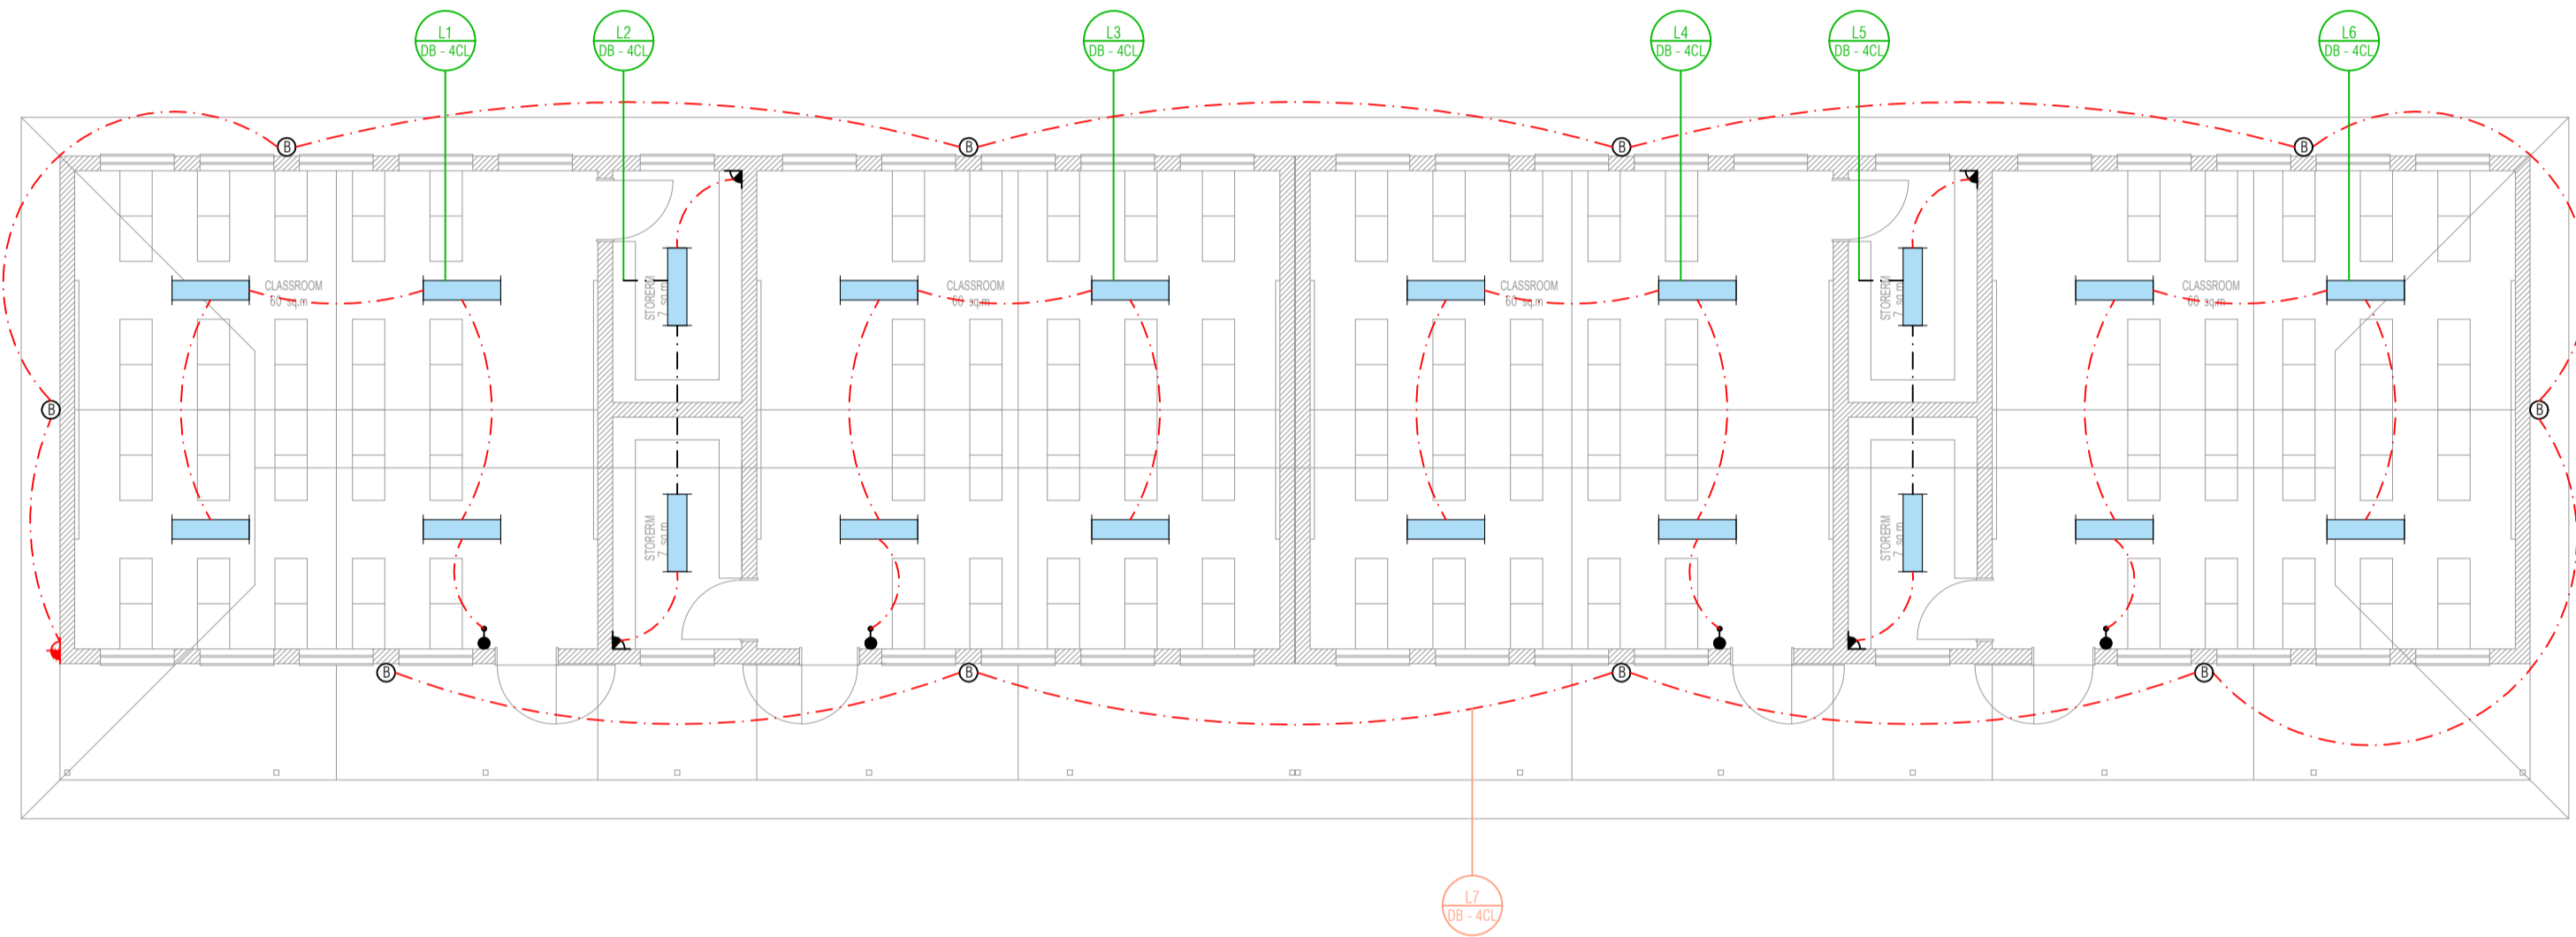 L1
DB - 4CL
L2
DB - 4CL
L3
DB - 4CL
L4
DB - 4CL
L5
DB - 4CL
L6
DB - 4CL
B
B
B
B
CLASSROOM
60 sq.m
STORERM
7 sq.m
CLASSROOM
60 sq.m
CLASSROOM
60 sq.m
STORERM
7 sq.m
CLASSROOM
60 sq.m
B
B
STORERM
7 sq.m
STORERM
7 sq.m
B
B
B
B
L7
DB - 4CL